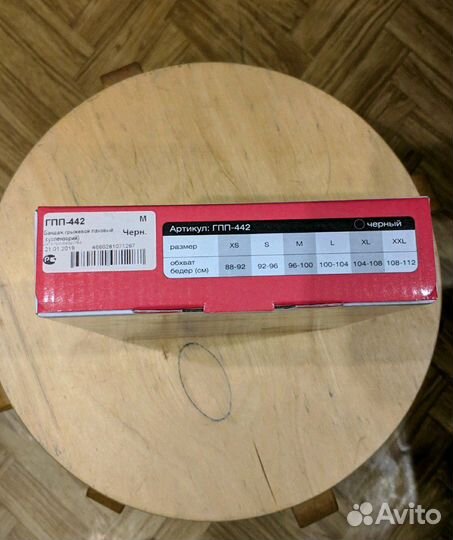 ГПП-442 M
Бандаж грыжевой паховый
Черн.
21.01.2019
Артикул: ГПП-442 черный
размер XS S M L XL XXL
обхват
бедер (см) 88-92 92-96 96-100 100-104 104-108 108-112
Avito